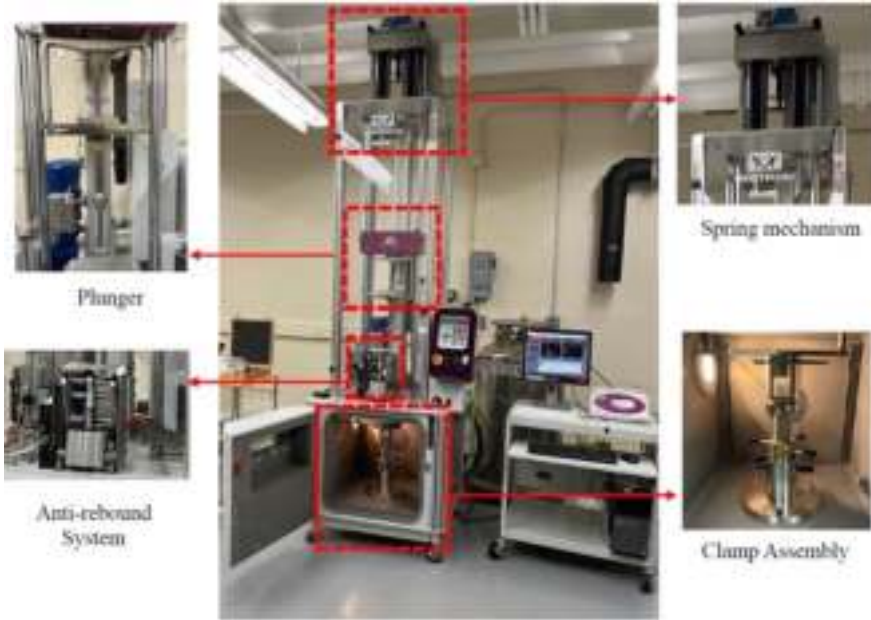 Plunger
Spring mechanism
Anti-rebound
System
Clamp Assembly